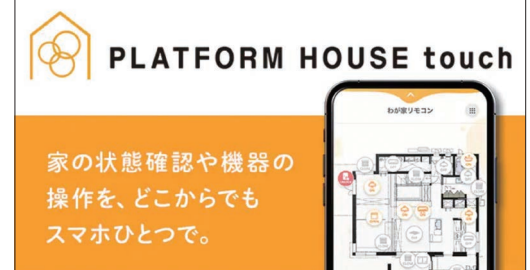 PLATFORM HOUSE touch
わが家リモコン
家の状態確認や機器の
操作を、どこからでも
スマホひとつで。